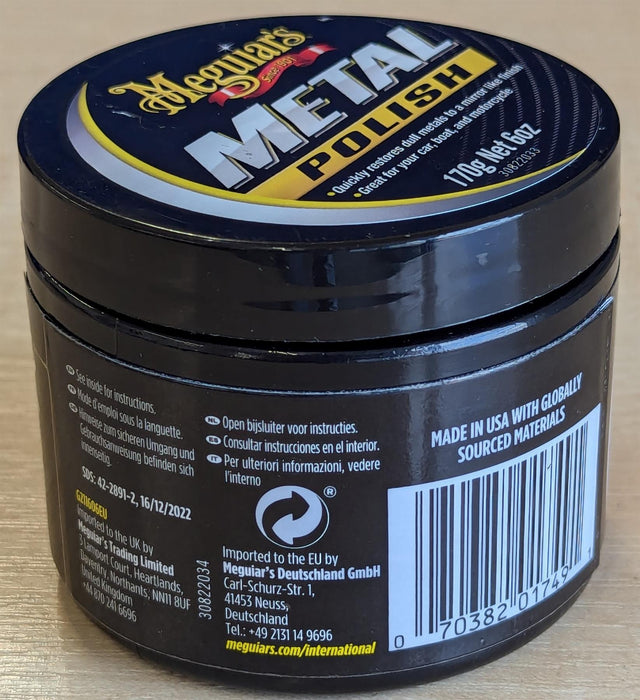 Meguiar's
Since 1901
METAL
POLISH
•Quickly restores dull metals to a mirror like finish
•Great for your car, boat, and motorcycle
170g Net 6oz
30822033
See inside for instructions.
Mode d'emploi sous la languette.
Hinweise zum sicheren Umgang und
Gebrauchsanweisung befinden sich
innenseitig.
SDS: 42-2891-2, 16/12/2022
G211606EU
Imported to the UK by
Meguiar's Trading Limited
3 Lamport Court, Heartlands,
Daventry, Northants, NN11 8UF
United Kingdom
+44 870 241 6696
30822034
NL Open bijsluiter voor instructies.
ES Consultar instrucciones en el interior.
IT Per ulteriori informazioni, vedere
l'interno
®
Imported to the EU by
Meguiar's Deutschland GmbH
Carl-Schurz-Str. 1,
41453 Neuss,
Deutschland
Tel.: +49 2131 14 9696
meguiars.com/international
MADE IN USA WITH GLOBALLY
SOURCED MATERIALS
0 70382 01749 1